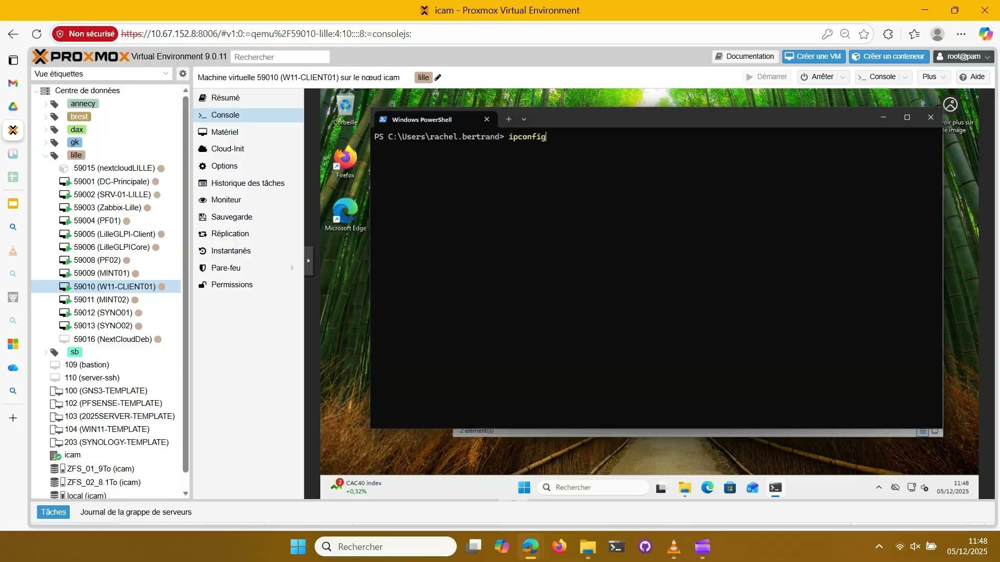 icam - Proxmox Virtual Environment
Non sécurisé https://10.67.152.8:8006/#v1:0:=qemu%2F59010-lille:4:10::::8:=consolejs:
PROXMOX Virtual Environment 9.0.11 Rechercher
Documentation Créer une VM Créer un conteneur root@pam
Vue étiquettes
Machine virtuelle 59010 (W11-CLIENT01) sur le nœud icam lille
Démarrer Arrêter Console Plus Aide
Centre de données
annecy
brest
dax
gk
lille
59015 (nextcloudLILLE)
59001 (DC-Principale)
59002 (SRV-01-LILLE)
59003 (Zabbix-Lille)
59004 (PF01)
59005 (LilleGLPI-Client)
59006 (LilleGLPICore)
59008 (PF02)
59009 (MINT01)
59010 (W11-CLIENT01)
59011 (MINT02)
59012 (SYNO01)
59013 (SYNO02)
59016 (NextCloudDeb)
sb
109 (bastion)
110 (server-ssh)
100 (GNS3-TEMPLATE)
102 (PFSENSE-TEMPLATE)
103 (2025SERVER-TEMPLATE)
104 (WIN11-TEMPLATE)
203 (SYNOLOGY-TEMPLATE)
icam
ZFS_01_9To (icam)
ZFS_02_8.1To (icam)
local (icam)
Résumé
Console
Matériel
Cloud-Init
Options
Historique des tâches
Moniteur
Sauvegarde
Réplication
Instantanés
Pare-feu
Permissions
Corbeille
Firefox
Microsoft Edge
Windows PowerShell
PS C:\Users\rachel.bertrand> ipconfig
oir plus sur
te image
2 élément(s)
2
CAC40 index
+0,32%
Rechercher
11:48
05/12/2025
Tâches Journal de la grappe de serveurs
Rechercher
11:48
05/12/2025